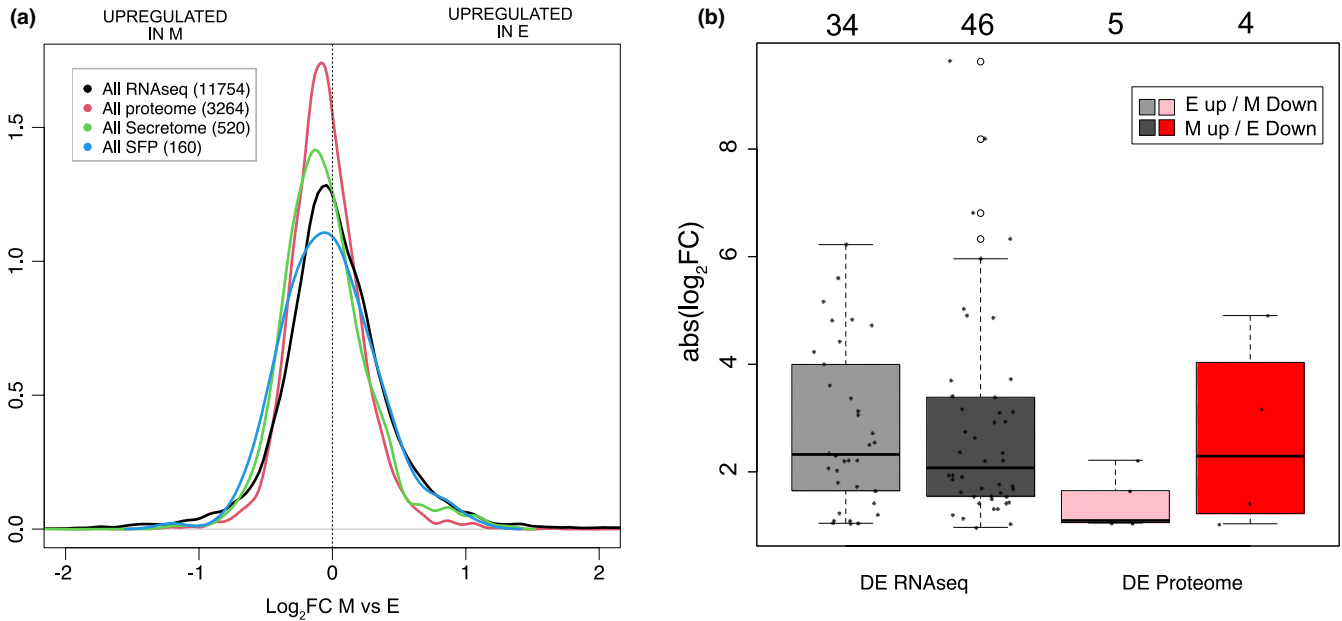 (a)
UPREGULATED
IN M
UPREGULATED
IN E
All RNAseq (11754)
All proteome (3264)
All Secretome (520)
All SFP (160)
1.5
1.0
0.5
0.0
-2
-1
0
1
2
Log₂FC M vs E
(b)
34
46
5
4
E up / M Down
M up / E Down
abs(log₂FC)
8
6
4
2
DE RNAseq
DE Proteome